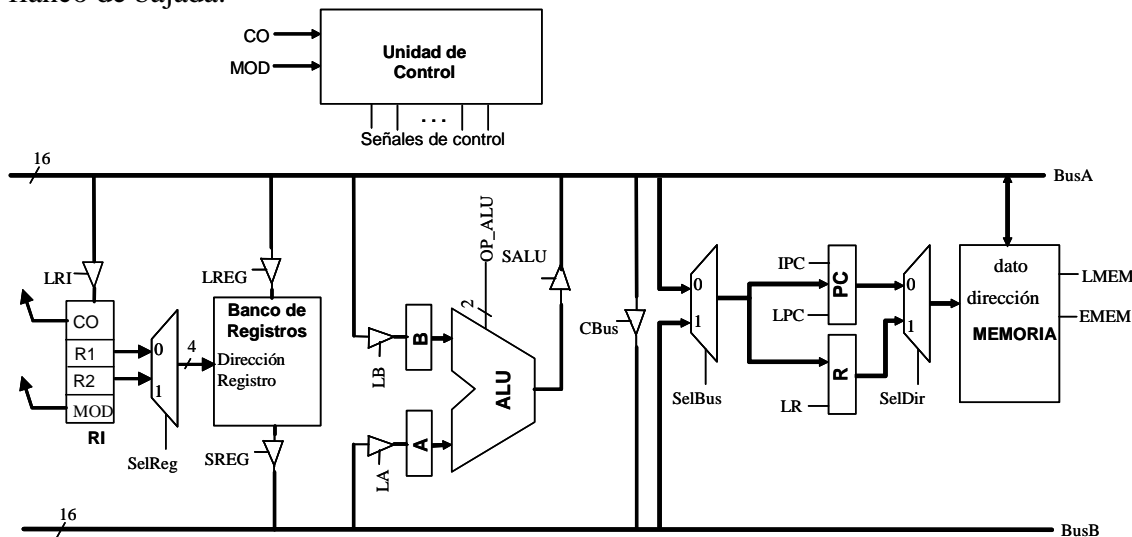 flanco de bajada.
CO
MOD
Unidad de
Control
. . .
Señales de control
16
BusA
LRI
LREG
OP_ALU
SALU
CBus
IPC
LPC
PC
0
1
SelBus
0
1
SelDir
R
LR
dato
dirección
MEMORIA
LMEM
EMEM
CO
R1
R2
MOD
RI
0
1
4
SelReg
Banco de
Registros
Dirección
Registro
SREG
B
LB
A
LA
2
ALU
16
BusB